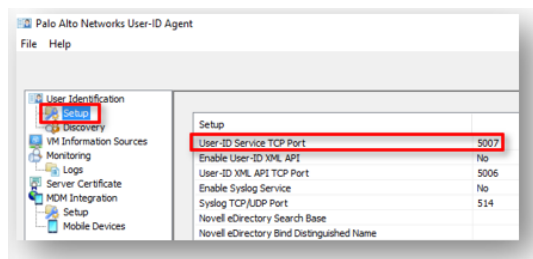 Palo Alto Networks User-ID Agent
File Help
User Identification
Setup
Discovery
VM Information Sources
Monitoring
Logs
Server Certificate
MDM Integration
Setup
Mobile Devices
Setup
User-ID Service TCP Port 5007
Enable User-ID XML API No
User-ID XML API TCP Port 5006
Enable Syslog Service No
Syslog TCP/UDP Port 514
Novell eDirectory Search Base
Novell eDirectory Bind Distinguished Name